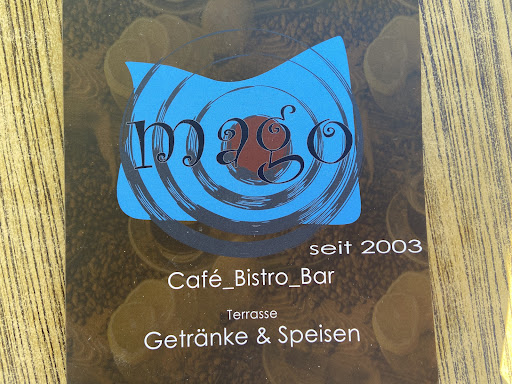 mago
seit 2003
Café_Bistro_Bar
Terrasse
Getränke & Speisen